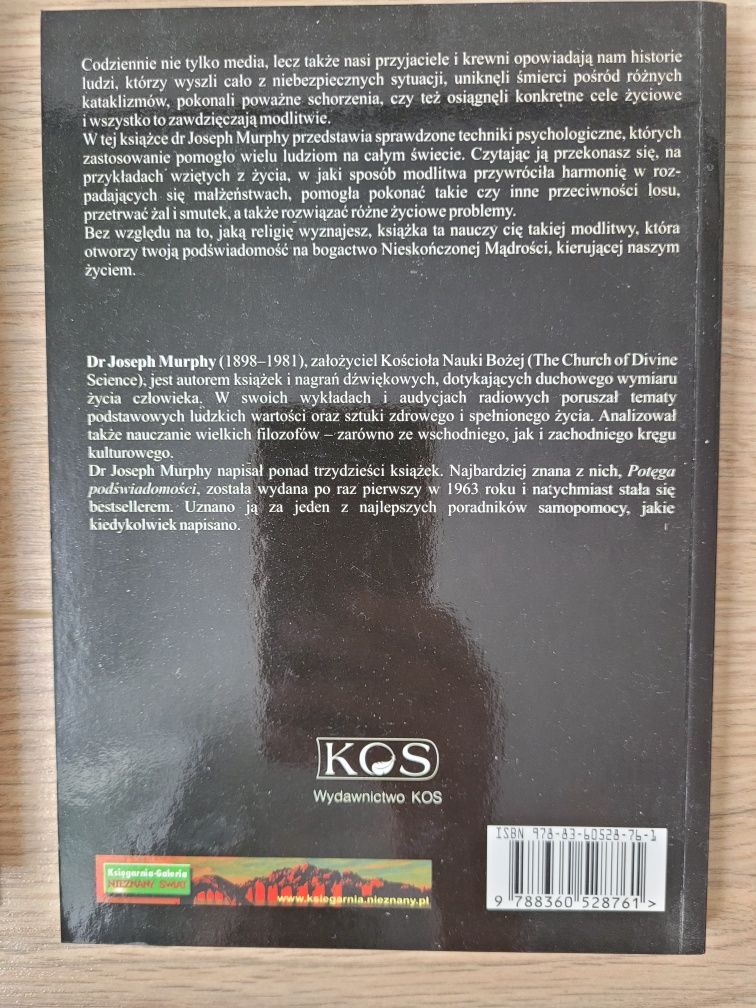 Codziennie nie tylko media, lecz także nasi przyjaciele i krewni opowiadają nam historie
ludzi, którzy wyszli cało z niebezpiecznych sytuacji, uniknęli śmierci pośród różnych
kataklizmów, pokonali poważne schorzenia, czy też osiągnęli konkretne cele życiowe
i wszystko to zawdzięczają modlitwie.
W tej książce dr Joseph Murphy przedstawia sprawdzone techniki psychologiczne, których
zastosowanie pomogło wielu ludziom na całym świecie. Czytając ją przekonasz się, na
przykładach wziętych z życia, w jaki sposób modlitwa przywróciła harmonię w roz-
padających się małżeństwach, pomogła pokonać takie czy inne przeciwności losu,
przetrwać żal i smutek, a także rozwiązać różne życiowe problemy.
Bez względu na to, jaką religię wyznajesz, książka ta nauczy cię takiej modlitwy, która
otworzy twoją podświadomość na bogactwo Nieskończonej Mądrości, kierującej naszym
życiem.
Dr Joseph Murphy (1898–1981), założyciel Kościoła Nauki Bożej (The Church of Divine
Science), jest autorem książek i nagrań dźwiękowych, dotykających duchowego wymiaru
życia człowieka. W swoich wykładach i audycjach radiowych poruszał tematy
podstawowych ludzkich wartości oraz sztuki zdrowego i spełnionego życia. Analizował
także nauczanie wielkich filozofów – zarówno ze wschodniego, jak i zachodniego kręgu
kulturowego.
Dr Joseph Murphy napisał ponad trzydzieści książek. Najbardziej znana z nich, Potęga
podświadomości, została wydana po raz pierwszy w 1963 roku i natychmiast stała się
bestsellerem. Uznano ją za jeden z najlepszych poradników samopomocy, jakie
kiedykolwiek napisano.
KOS
Wydawnictwo KOS
ISBN 978-83-60528-76-1
9 788360 528761 >
Księgarnia-Galeria
NIEZNANY ŚWIAT
www.ksiegarnia.nieznany.pl